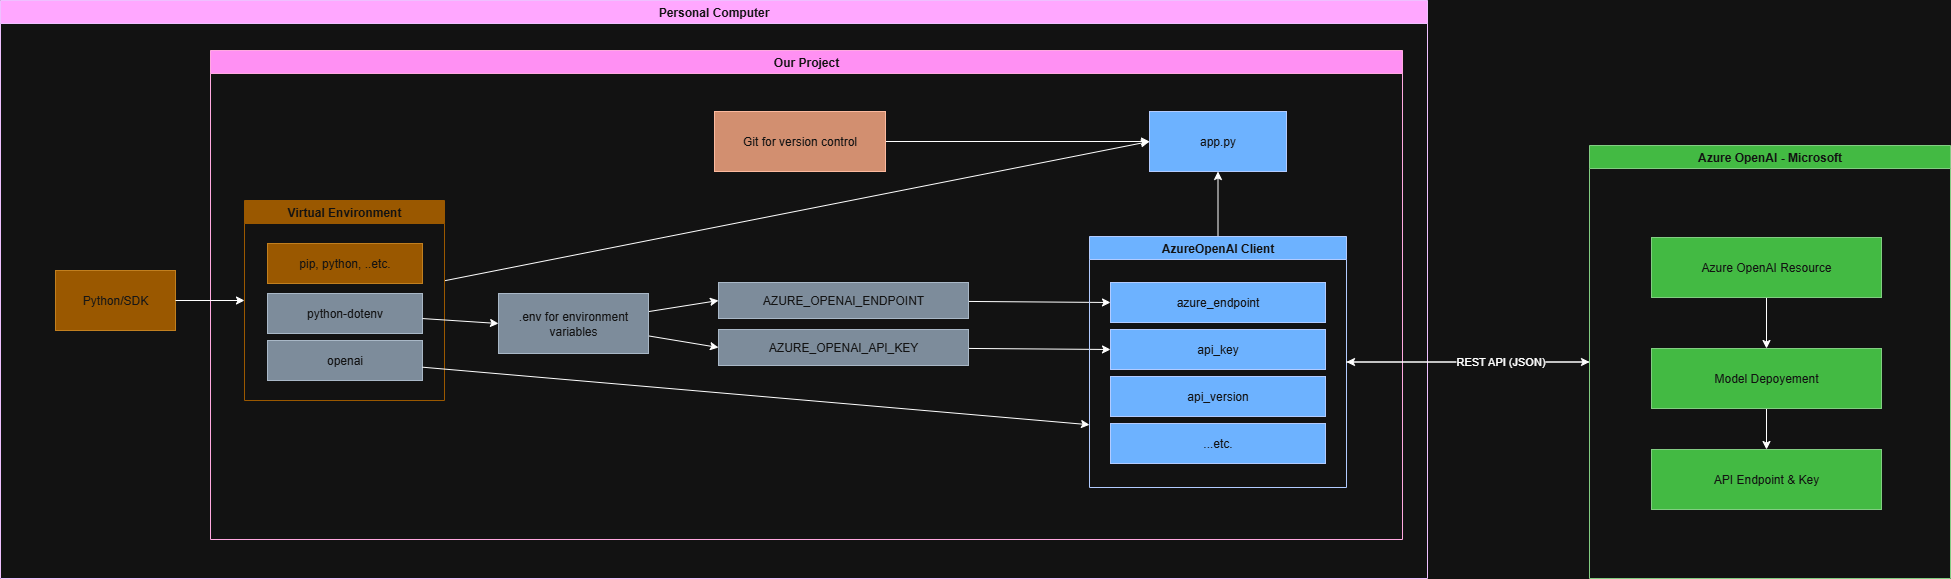 Personal Computer
Our Project
Git for version control
app.py
Azure OpenAI - Microsoft
Virtual Environment
pip, python, ..etc.
python-dotenv
openai
Python/SDK
.env for environment
variables
AZURE_OPENAI_ENDPOINT
AZURE_OPENAI_API_KEY
AzureOpenAI Client
azure_endpoint
api_key
api_version
...etc.
REST API (JSON)
Azure OpenAI Resource
Model Depoyement
API Endpoint & Key